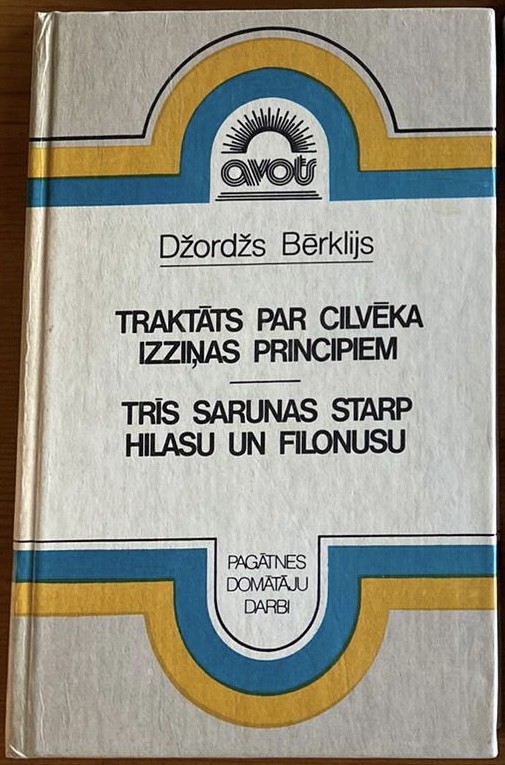 avots
Džordžs Bērklijs
TRAKTĀTS PAR CILVĒKA
IZZIŅAS PRINCIPIEM
TRĪS SARUNAS STARP
HILASU UN FILONUSU
PAGĀTNES
DOMĀTĀJU
DARBI